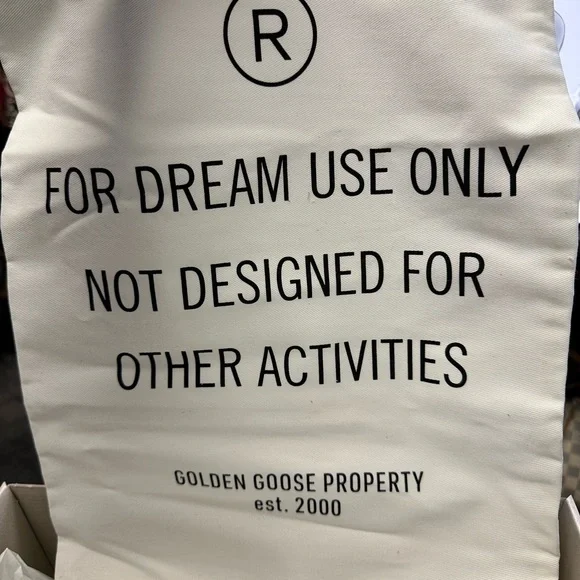 R
FOR DREAM USE ONLY
NOT DESIGNED FOR
OTHER ACTIVITIES
GOLDEN GOOSE PROPERTY
est. 2000